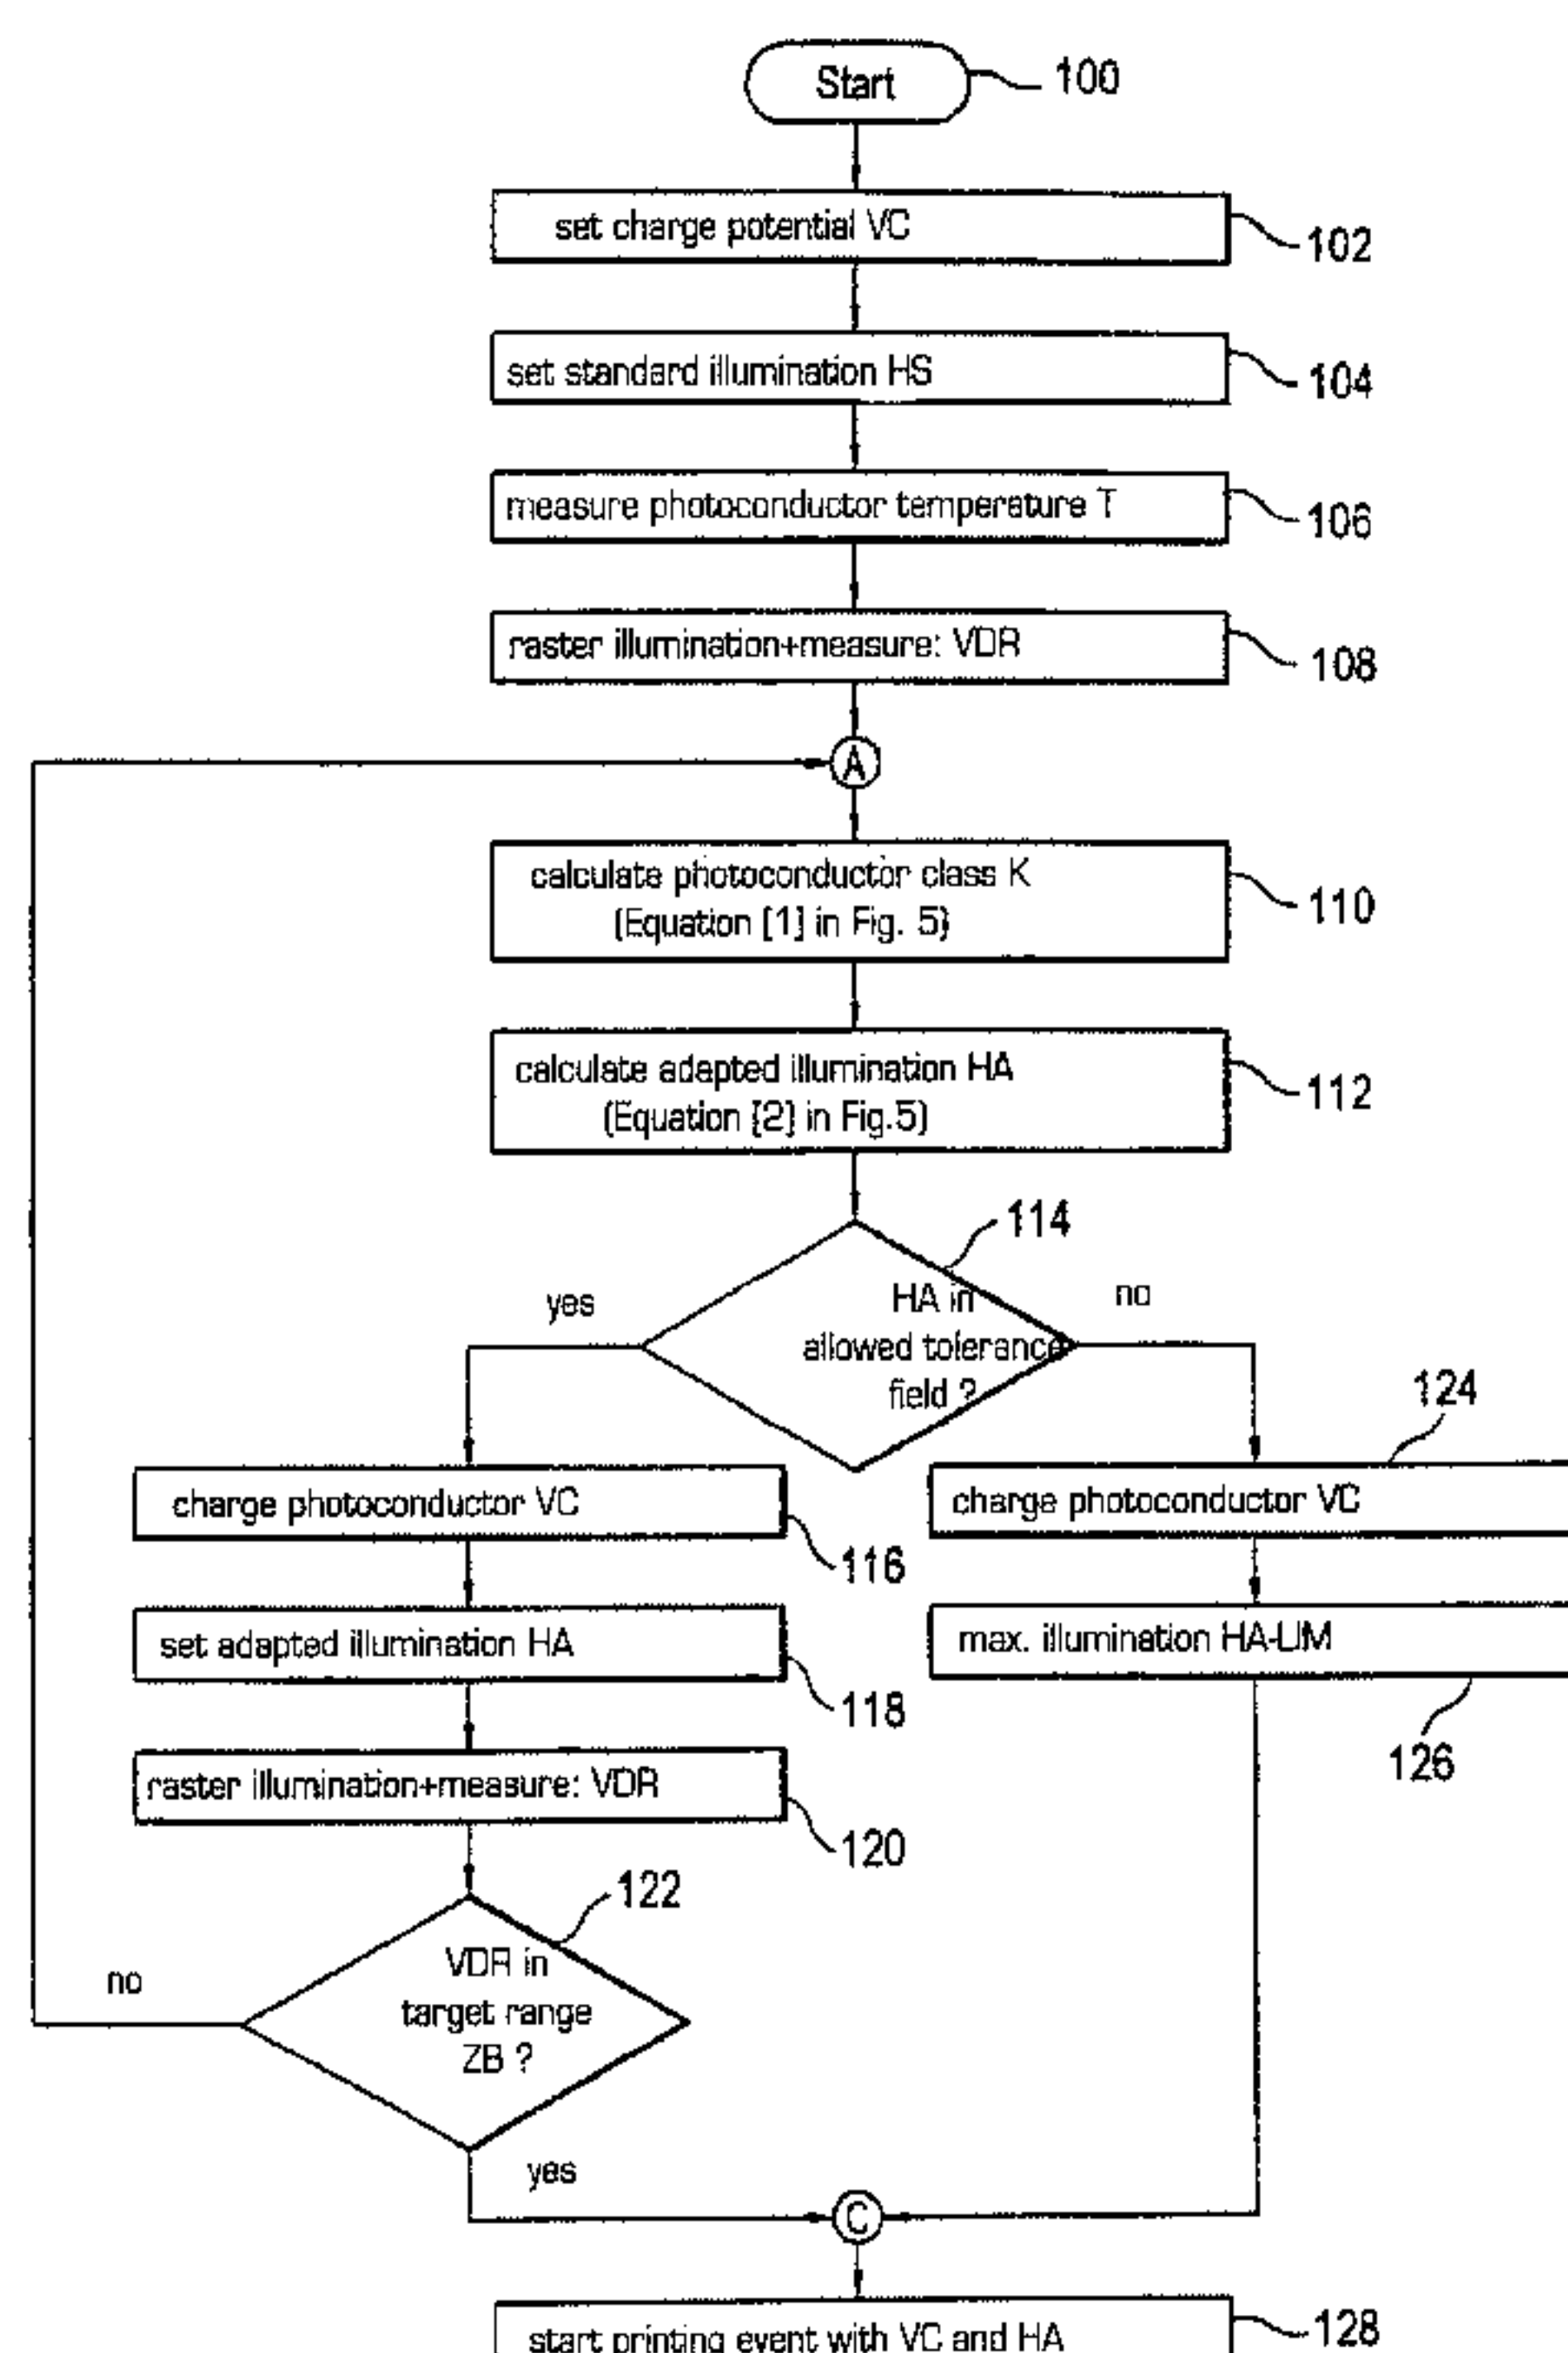 Start
100
set charge potential VC
102
set standard illumination HS
104
measure photoconductor temperature T
106
raster illumination+measure: VDR
108
A
calculate photoconductor class K
(Equation [1] in Fig. 5)
110
calculate adapted illumination HA
(Equation [2] in Fig.5)
112
114
yes
HA in
allowed tolerance
field ?
no
124
charge photoconductor VC
116
charge photoconductor VC
set adapted illumination HA
118
max. illumination HA-LIM
126
raster illumination+measure: VDR
120
122
VDR in
target range
ZB ?
no
yes
C
start printing event with VC and HA
128